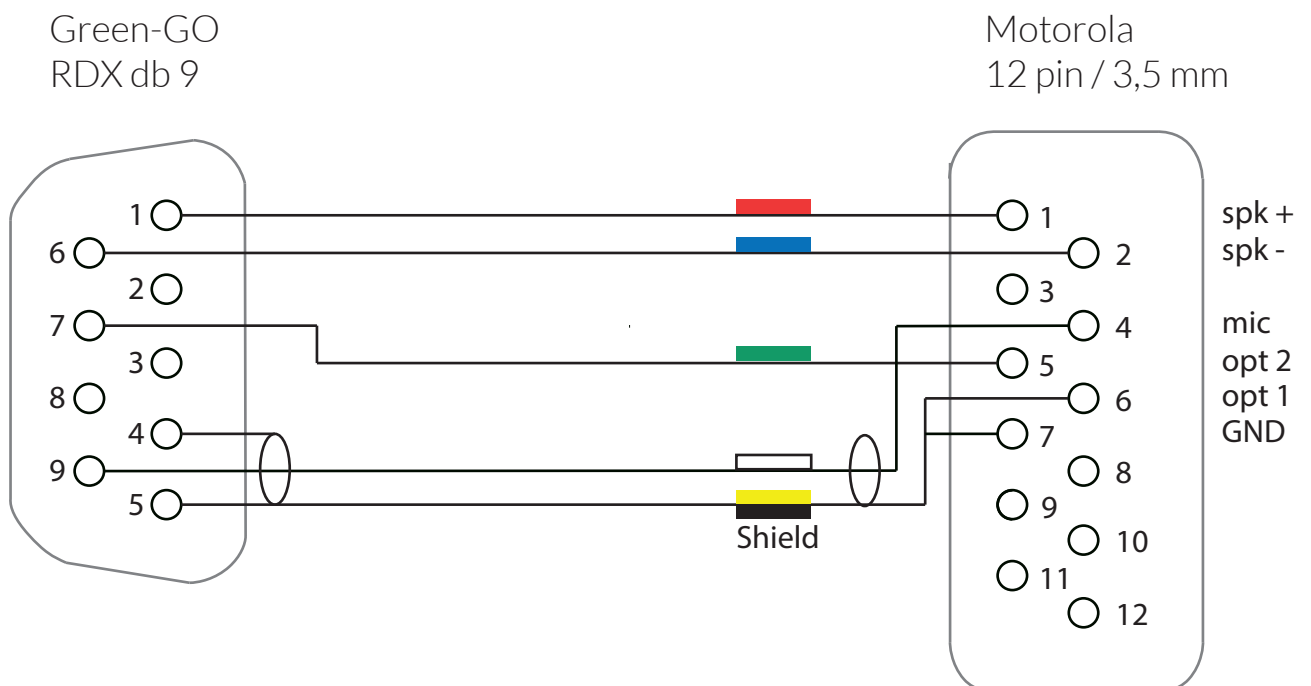 Green-GO
RDX db 9
Motorola
12 pin / 3,5 mm
1
1
spk +
6
2
spk -
2
3
7
4
mic
3
5
opt 2
8
6
opt 1
4
7
GND
9
8
5
9
Shield
10
11
12